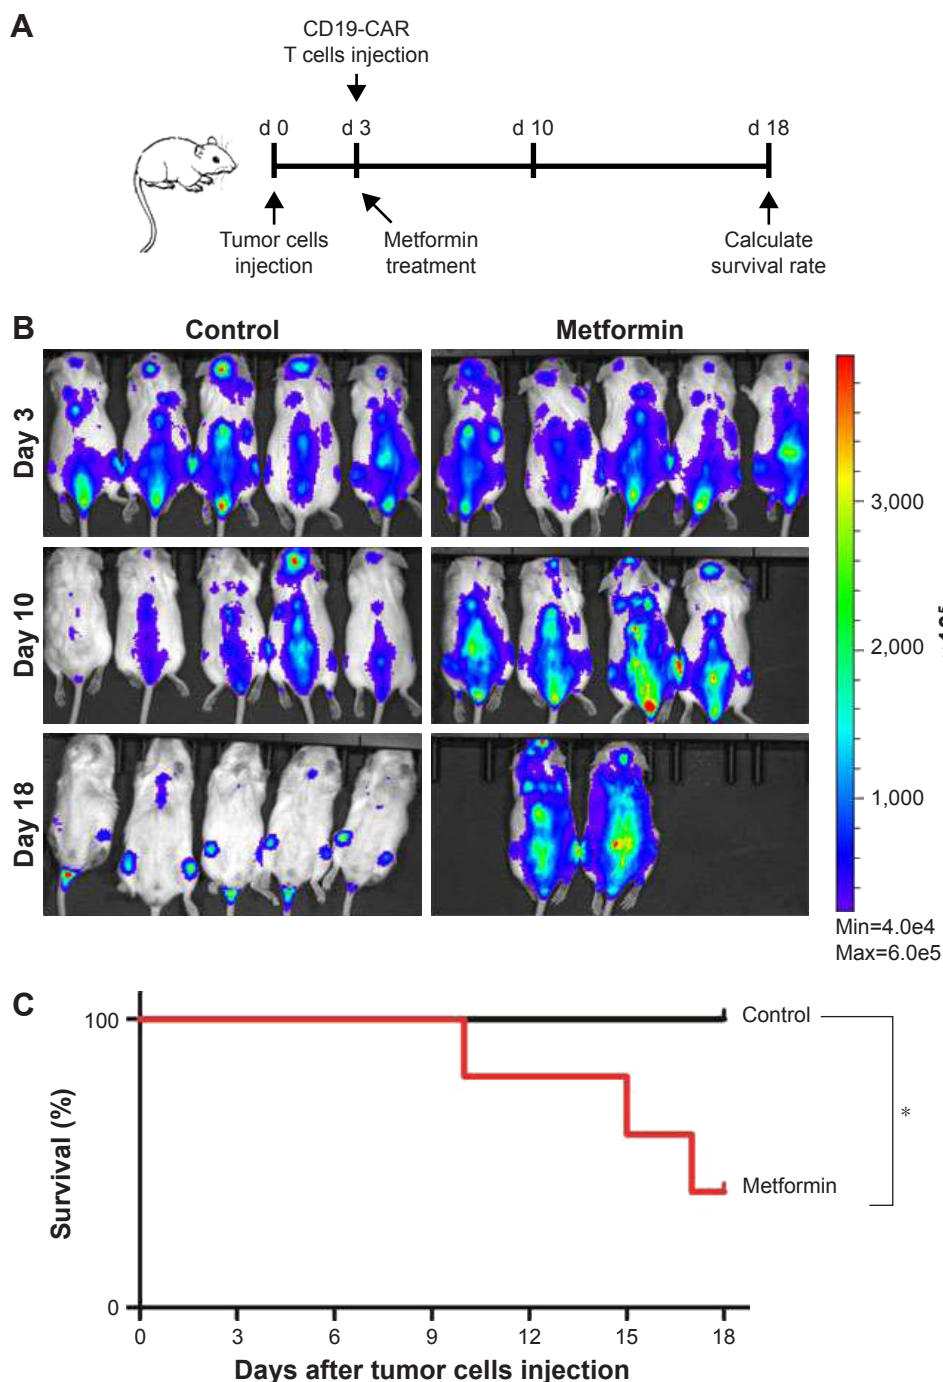 A
CD19-CAR
T cells injection
d 0
d 3
d 10
d 18
Tumor cells
injection
Metformin
treatment
Calculate
survival rate
B
Control
Metformin
Day 3
Day 10
Day 18
3,000
2,000
1,000
Min=4.0e4
Max=6.0e5
C
100
0
Survival (%)
Control
*
Metformin
0
3
6
9
12
15
18
Days after tumor cells injection